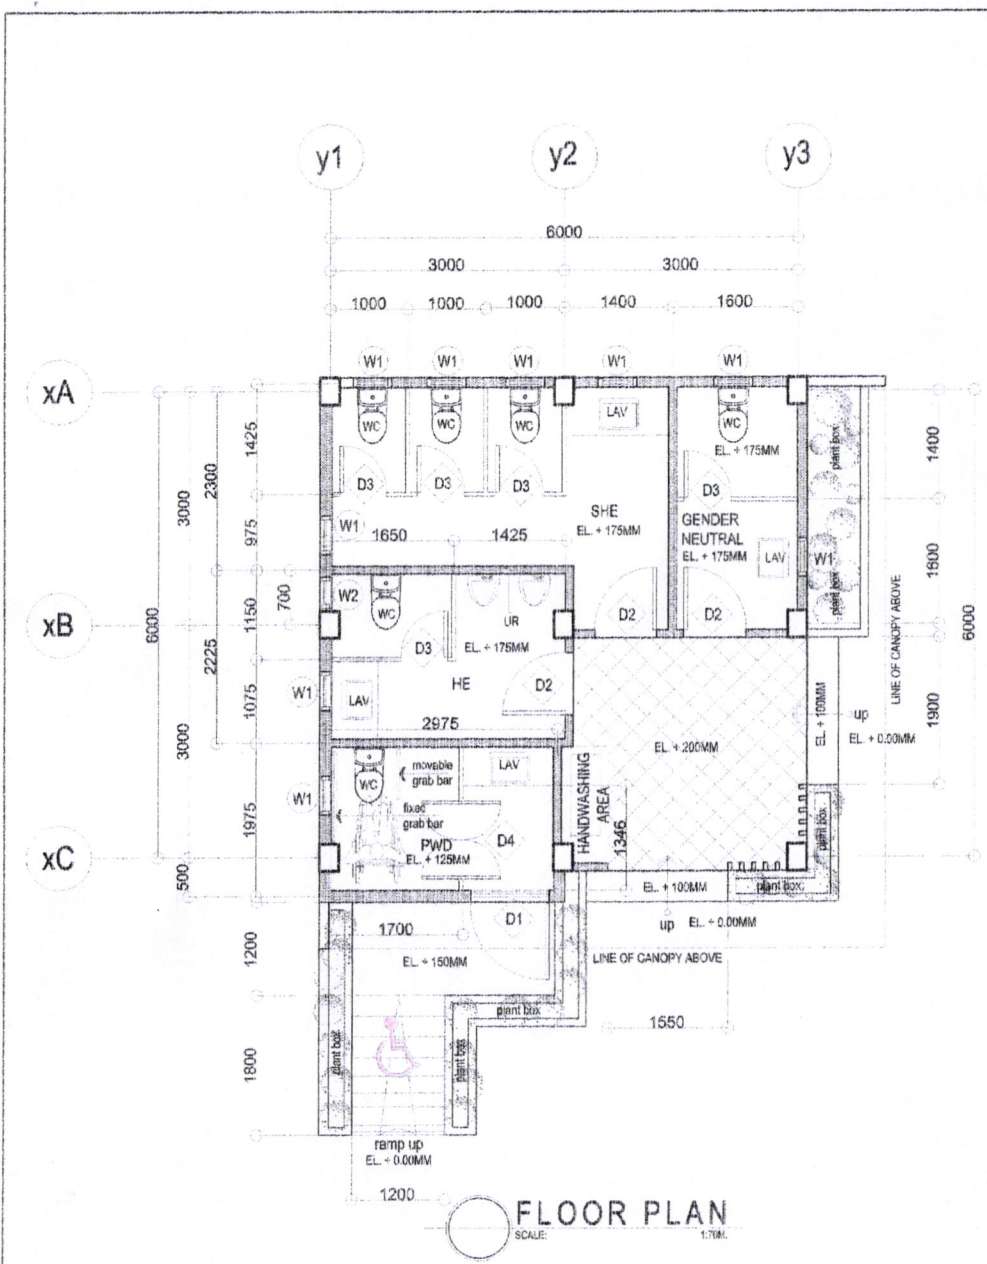 y1
y2
y3
6000
3000
3000
1000
1000
1000
1400
1600
W1
W1
W1
W1
W1
xA
xB
xC
6000
3000
3000
500
2300
2225
700
1425
975
1150
1075
1975
1200
1800
WC
WC
WC
LAV
WC
EL. + 175MM
D3
D3
D3
D3
W1
1650
1425
SHE
EL. + 175MM
GENDER
NEUTRAL
EL. + 175MM
LAV
W1
plant box
plant box
1400
1600
1900
6000
LINE OF CANOPY ABOVE
W2
WC
UR
EL. + 175MM
D3
D2
D2
D2
W1
LAV
HE
2975
EL. + 200MM
EL. + 100MM
up
EL. + 0.00MM
W1
WC
movable
grab bar
LAV
fixed
grab bar
PWD
EL. + 125MM
D4
HANDWASHING
AREA
1346
plant box
EL. + 100MM
plant box
up EL. + 0.00MM
LINE OF CANOPY ABOVE
1700
D1
EL. + 150MM
plant box
1550
plant box
plant box
ramp up
EL. + 0.00MM
1200
FLOOR PLAN
SCALE: 1:70M.